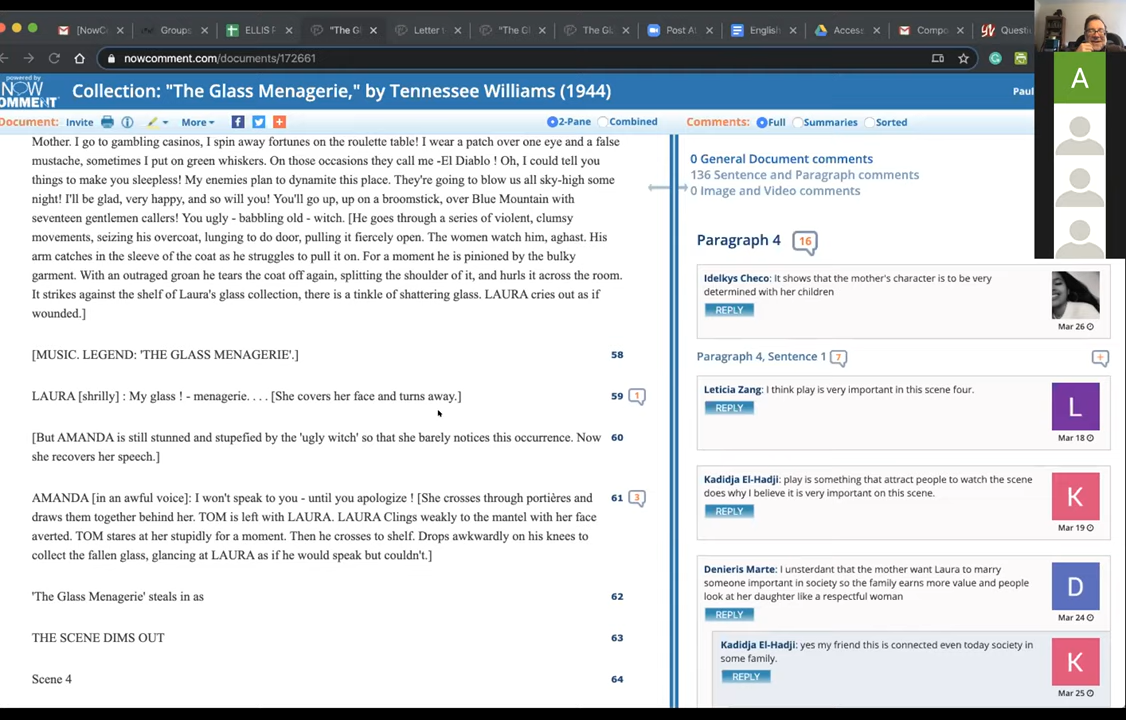 [NowC
Groups
ELLIS F
"The Gl
Letter
"The G
The GL
Post At
English
Access
Compo
Questi
nowcomment.com/documents/172661
powered by
NOW
COMMENT
Collection: "The Glass Menagerie," by Tennessee Williams (1944)
Paul
Document: Invite More
2-Pane Combined
Comments: Full Summaries Sorted
Mother. I go to gambling casinos, I spin away fortunes on the roulette table! I wear a patch over one eye and a false
mustache, sometimes I put on green whiskers. On those occasions they call me -El Diablo ! Oh, I could tell you
things to make you sleepless! My enemies plan to dynamite this place. They're going to blow us all sky-high some
night! I'll be glad, very happy, and so will you! You'll go up, up on a broomstick, over Blue Mountain with
seventeen gentlemen callers! You ugly - babbling old - witch. [He goes through a series of violent, clumsy
movements, seizing his overcoat, lunging to do door, pulling it fiercely open. The women watch him, aghast. His
arm catches in the sleeve of the coat as he struggles to pull it on. For a moment he is pinioned by the bulky
garment. With an outraged groan he tears the coat off again, splitting the shoulder of it, and hurls it across the room.
It strikes against the shelf of Laura's glass collection, there is a tinkle of shattering glass. LAURA cries out as if
wounded.]
[MUSIC. LEGEND: 'THE GLASS MENAGERIE'.] 58
LAURA [shrilly] : My glass ! - menagerie. . . . [She covers her face and turns away.] 59 1
[But AMANDA is still stunned and stupefied by the 'ugly witch' so that she barely notices this occurrence. Now 60
she recovers her speech.]
AMANDA [in an awful voice]: I won't speak to you - until you apologize ! [She crosses through portières and 61 3
draws them together behind her. TOM is left with LAURA. LAURA Clings weakly to the mantel with her face
averted. TOM stares at her stupidly for a moment. Then he crosses to shelf. Drops awkwardly on his knees to
collect the fallen glass, glancing at LAURA as if he would speak but couldn't.]
'The Glass Menagerie' steals in as 62
THE SCENE DIMS OUT 63
Scene 4 64
0 General Document comments
136 Sentence and Paragraph comments
0 Image and Video comments
Paragraph 4 16
Idelkys Checo: It shows that the mother's character is to be very
determined with her children
REPLY
Mar 26
Paragraph 4, Sentence 1 7
Leticia Zang: I think play is very important in this scene four.
REPLY
L
Mar 18
Kadidja El-Hadji: play is something that attract people to watch the scene
does why I believe it is very important on this scene.
REPLY
K
Mar 19
Denieris Marte: I unsterdant that the mother want Laura to marry
someone important in society so the family earns more value and people
look at her daughter like a respectful woman
REPLY
D
Mar 24
Kadidja El-Hadji: yes my friend this is connected even today society in
some family.
REPLY
K
Mar 25
A